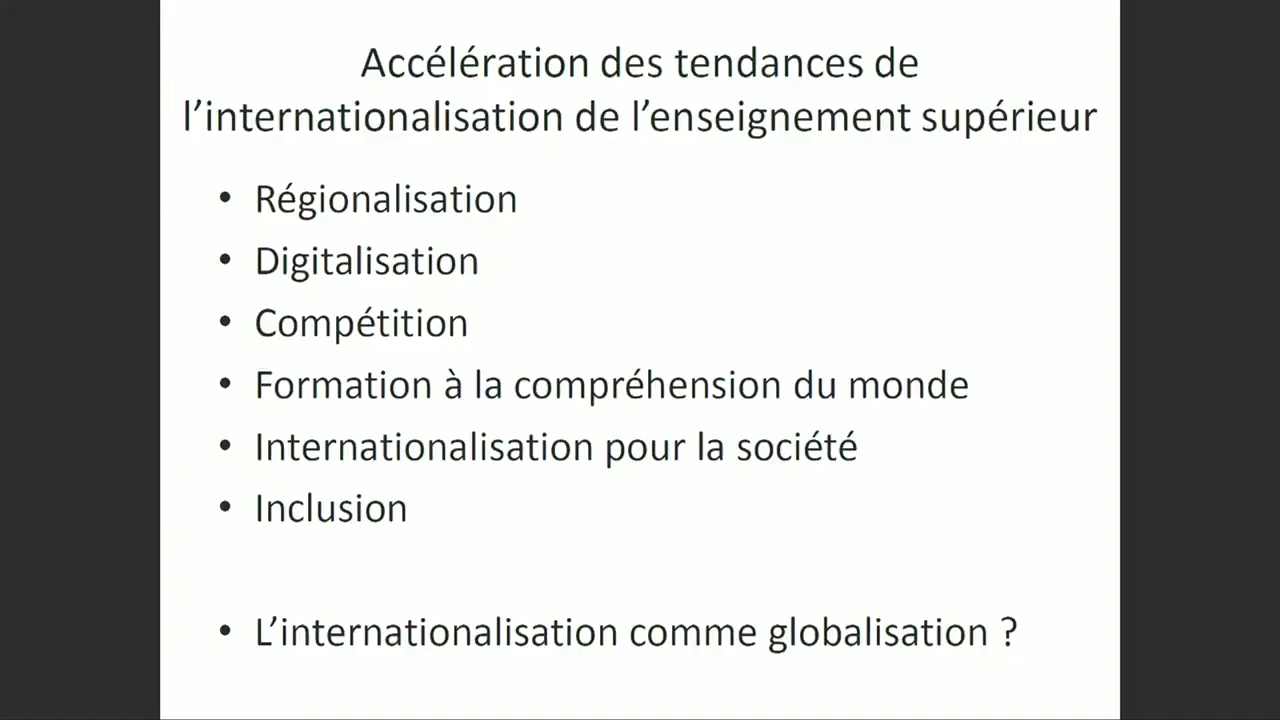 Accélération des tendances de
l’internationalisation de l’enseignement supérieur
• Régionalisation
• Digitalisation
• Compétition
• Formation à la compréhension du monde
• Internationalisation pour la société
• Inclusion
• L’internationalisation comme globalisation ?